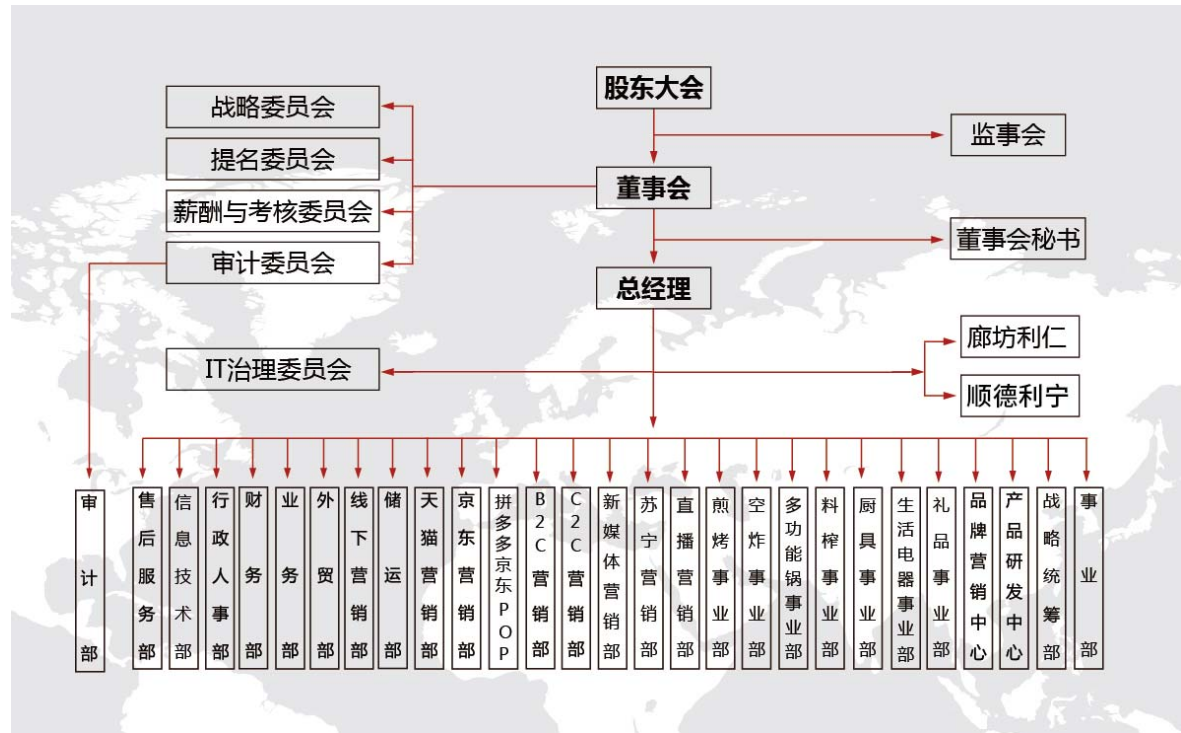 股东大会
战略委员会
监事会
提名委员会
董事会
薪酬与考核委员会
董事会秘书
审计委员会
总经理
廊坊利仁
IT治理委员会
顺德利宁
审计部
售后服务部
信息技术部
行政人事部
财务部
业务部
外贸部
线下营销部
储运部
天猫营销部
京东营销部
拼多多京东POP
B2C营销部
C2C营销部
新媒体营销部
苏宁营销部
直播营销部
煎烤事业部
空炸事业部
多功能锅事业部
料榨事业部
厨具事业部
生活电器事业部
礼品事业部
品牌营销中心
产品研发中心
战略统筹部
事业部